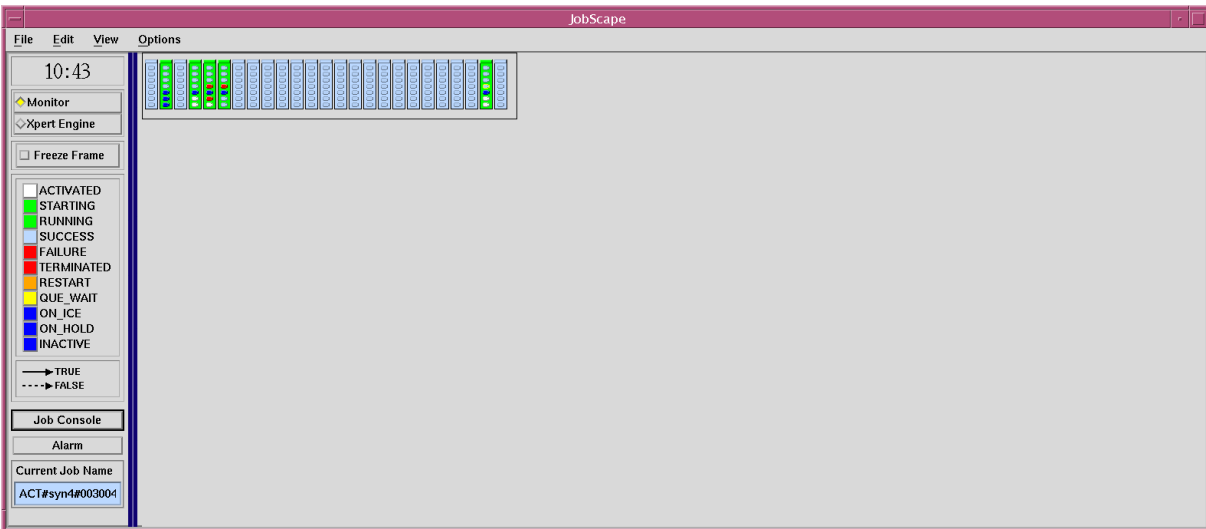 JobScape
File Edit View Options
10:43
Monitor
Xpert Engine
Freeze Frame
ACTIVATED
STARTING
RUNNING
SUCCESS
FAILURE
TERMINATED
RESTART
QUE_WAIT
ON_ICE
ON_HOLD
INACTIVE
TRUE
FALSE
Job Console
Alarm
Current Job Name
ACT#syn4#003004